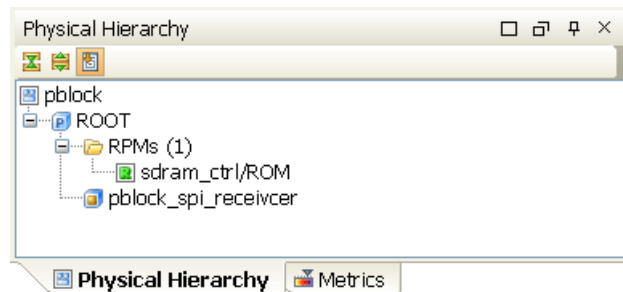 Physical Hierarchy
pblock
ROOT
RPMs (1)
sdram_ctrl/ROM
pblock_spi_receivcer
Physical Hierarchy Metrics